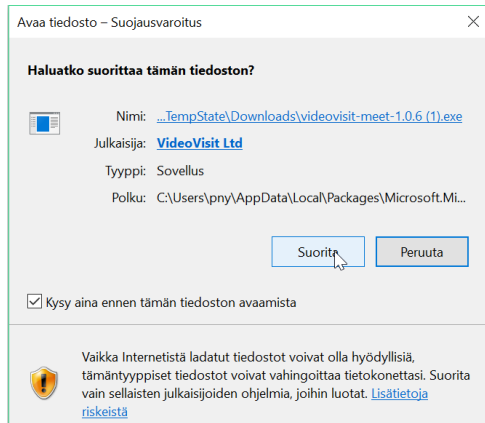 Avaa tiedosto – Suojausvaroitus
Haluatko suorittaa tämän tiedoston?
Nimi: ...TempState\Downloads\videovisit-meet-1.0.6 (1).exe
Julkaisija: VideoVisit Ltd
Tyyppi: Sovellus
Polku: C:\Users\pny\AppData\Local\Packages\Microsoft.Mi...
Suorita Peruuta
Kysy aina ennen tämän tiedoston avaamista
Vaikka Internetistä ladatut tiedostot voivat olla hyödyllisiä,
tämäntyyppiset tiedostot voivat vahingoittaa tietokonettasi. Suorita
vain sellaisten julkaisijoiden ohjelmia, joihin luotat. Lisätietoja
riskeistä